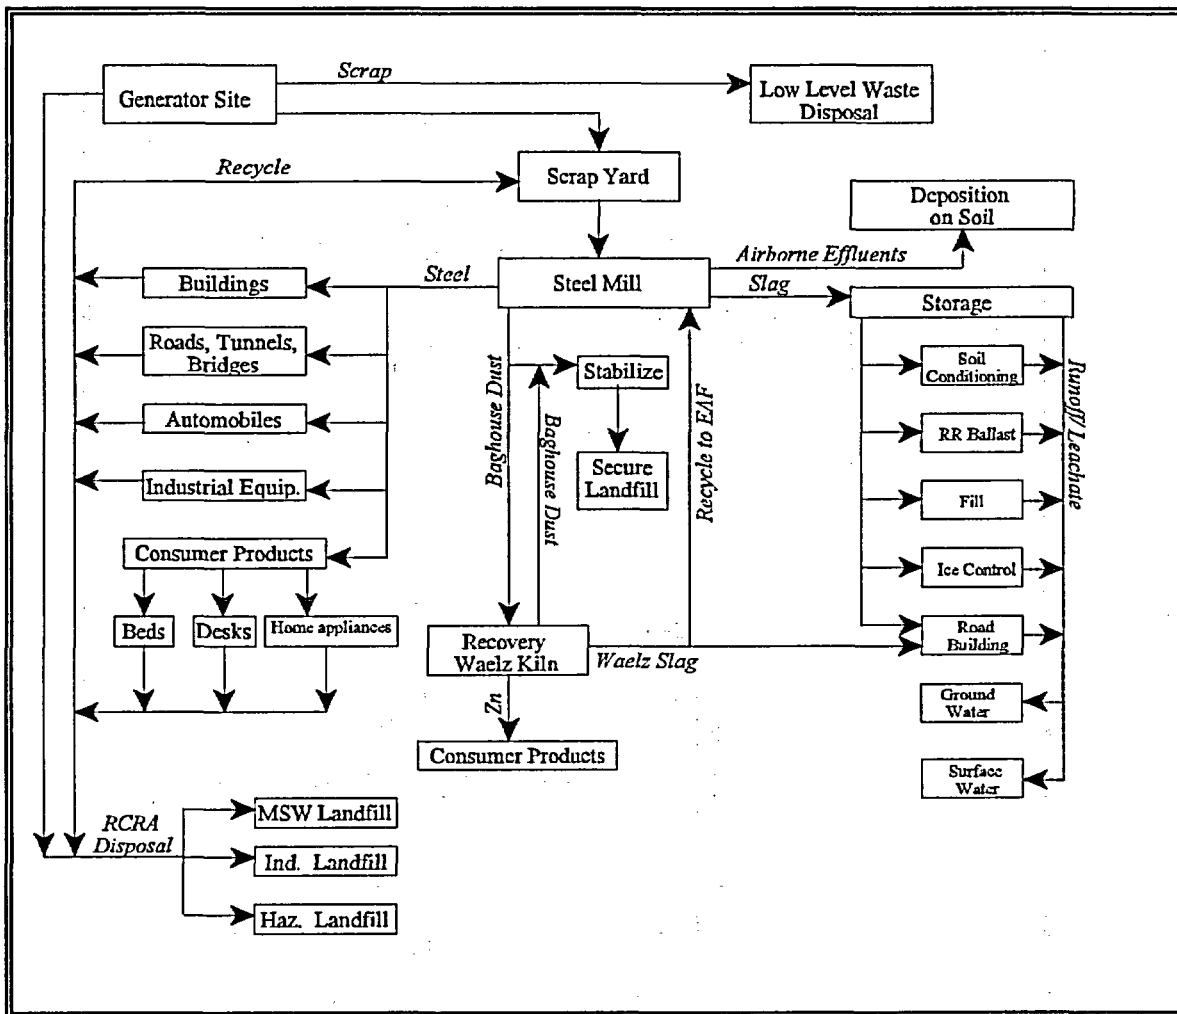 Scrap
Generator Site
Low Level Waste
Disposal
Recycle
Scrap Yard
Deposition
on Soil
Airborne Effluents
Steel
Steel Mill
Slag
Buildings
Storage
Roads, Tunnels,
Bridges
Stabilize
Soil
Conditioning
Automobiles
RR Ballast
Industrial Equip.
Secure
Landfill
Fill
Baghouse Dust
Baghouse Dust
Recycle to EAF
Runoff/Leachate
Consumer Products
Ice Control
Beds
Desks
Home appliances
Recovery
Waelz Kiln
Waelz Slag
Road
Building
Zn
Ground
Water
Consumer Products
Surface
Water
RCRA
Disposal
MSW Landfill
Ind. Landfill
Haz. Landfill